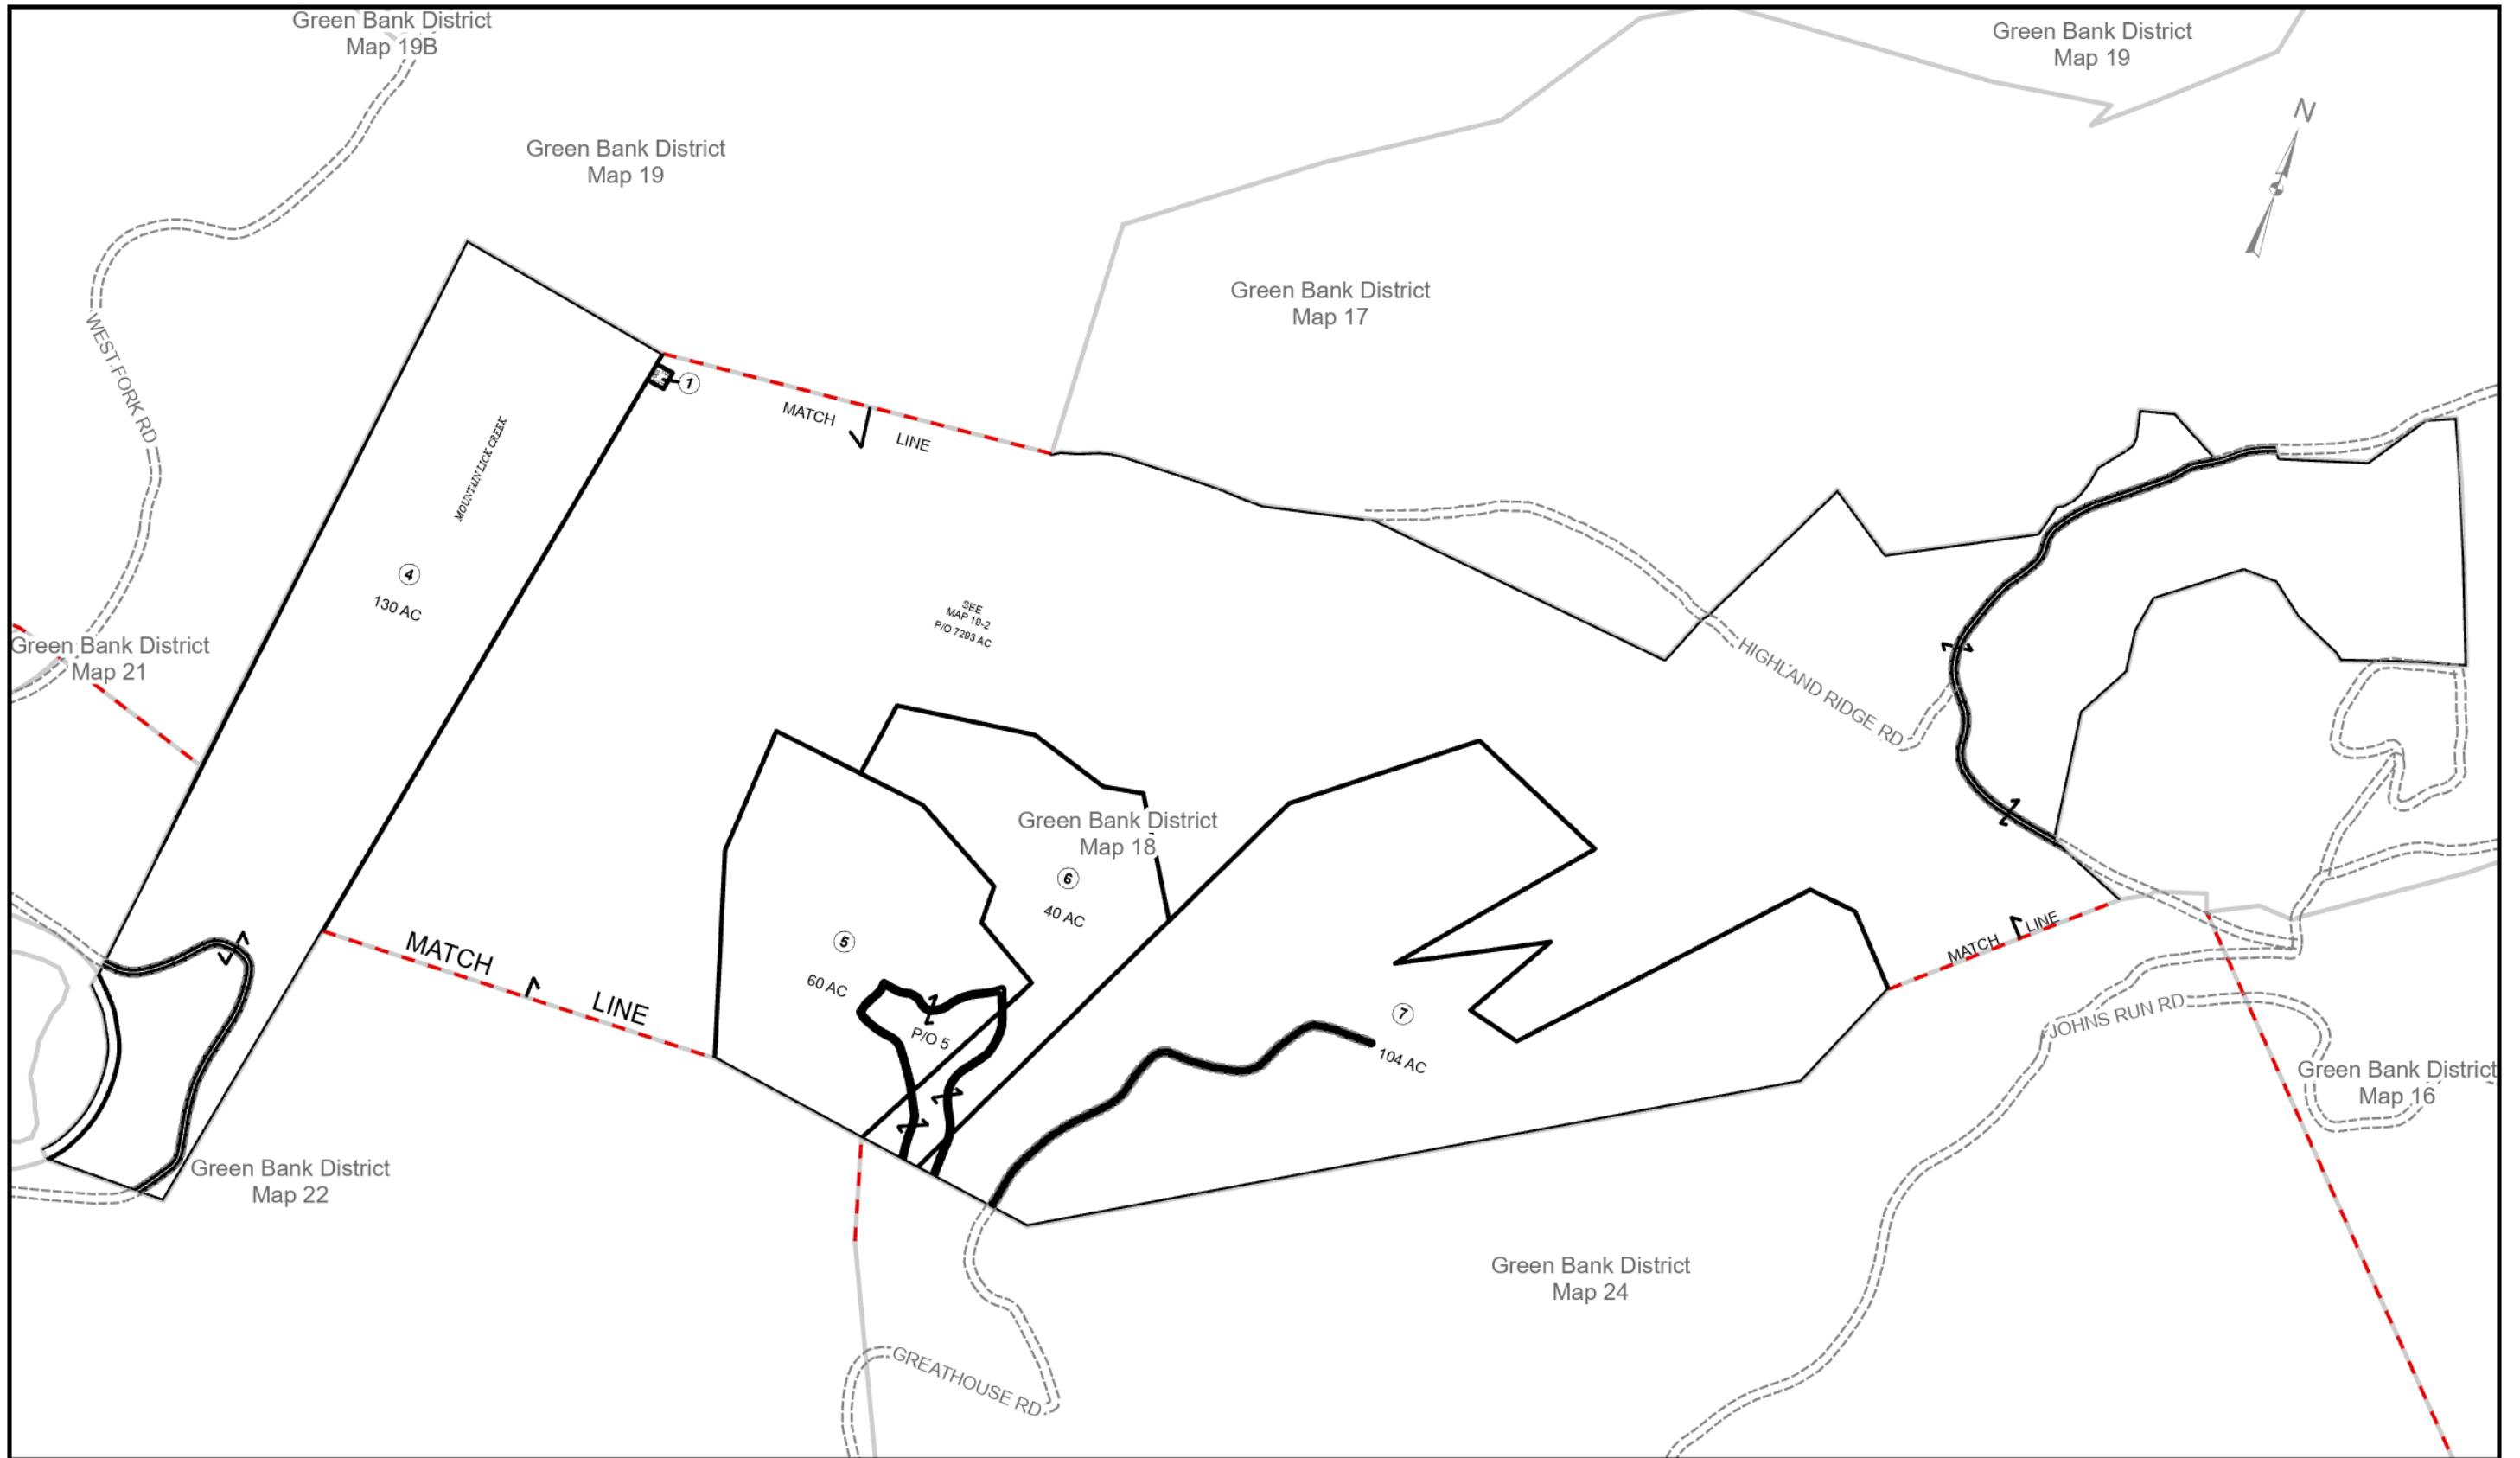 Green Bank District
Map 19B
Green Bank District
Map 19
N
Green Bank District
Map 19
Green Bank District
Map 17
WEST FORK RD
1
MATCH LINE
MOUNTAIN LICK CREEK
4
130 AC
SEE
MAP 19-2
P/O 7293 AC
Green Bank District
Map 21
HIGHLAND RIDGE RD
Green Bank District
Map 18
6
40 AC
5
60 AC
P/O 5
MATCH LINE
7
104 AC
MATCH LINE
JOHNS RUN RD
Green Bank District
Map 16
Green Bank District
Map 22
Green Bank District
Map 24
GREATHOUSE RD